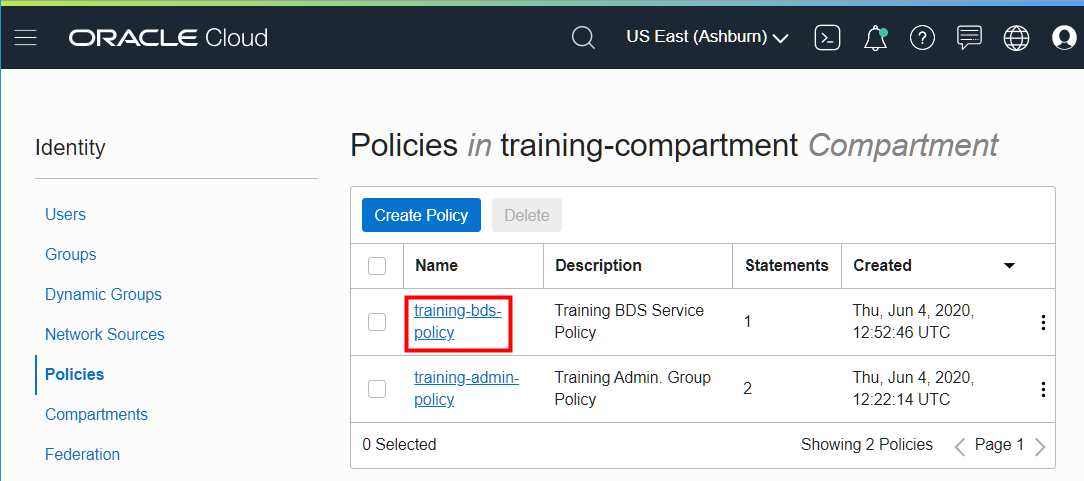 ORACLE Cloud
US East (Ashburn)
Identity
Users
Groups
Dynamic Groups
Network Sources
Policies
Compartments
Federation
Policies in training-compartment Compartment
Create Policy Delete
Name Description Statements Created
training-bds-
policy
Training BDS Service
Policy
1
Thu, Jun 4, 2020,
12:52:46 UTC
training-admin-
policy
Training Admin. Group
Policy
2
Thu, Jun 4, 2020,
12:22:14 UTC
0 Selected Showing 2 Policies Page 1